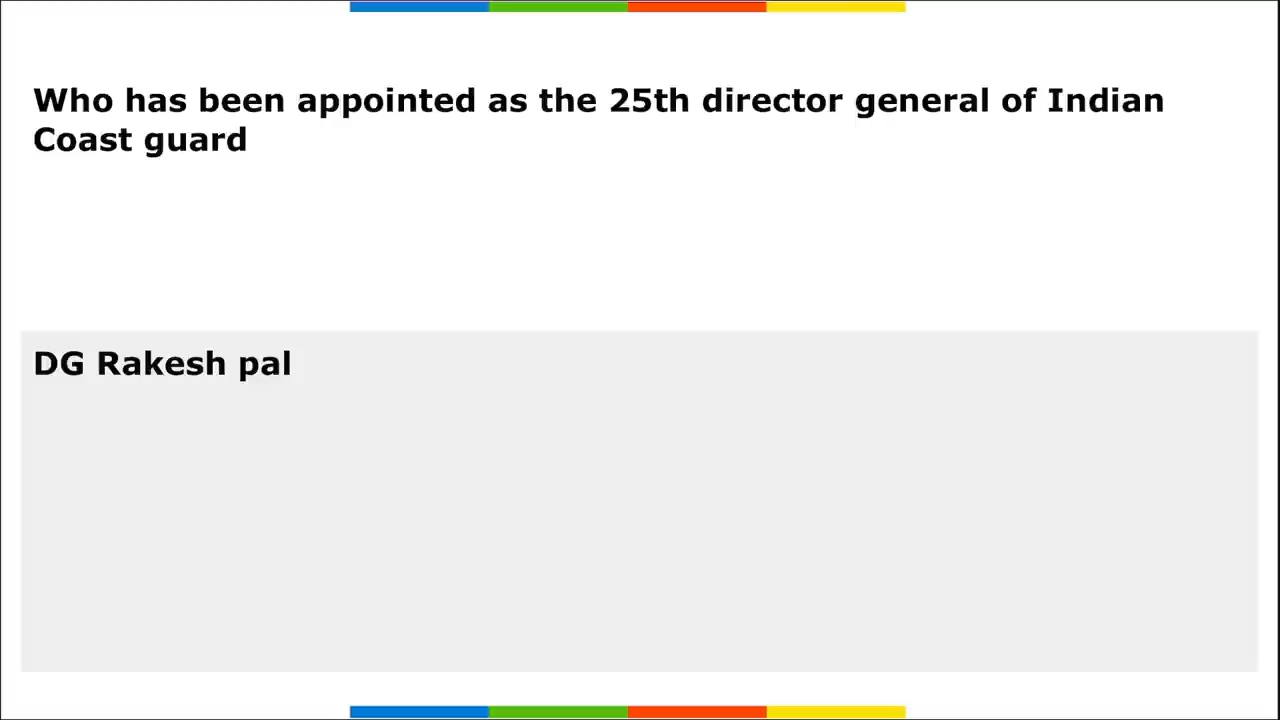 Who has been appointed as the 25th director general of Indian
Coast guard
DG Rakesh pal